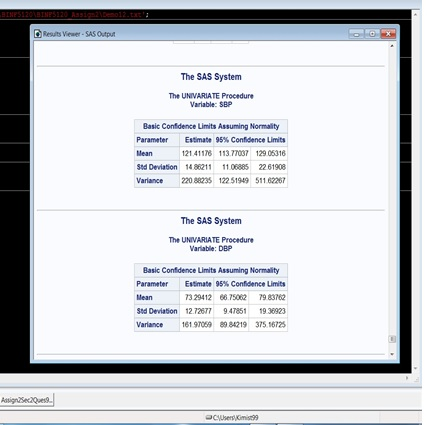 \BINF5120\BINF5120_Assign2\Demo12.txt';
Results Viewer - SAS Output
The SAS System
The UNIVARIATE Procedure
Variable: SBP
Basic Confidence Limits Assuming Normality
Parameter Estimate 95% Confidence Limits
Mean 121.41176 113.77037 129.05316
Std Deviation 14.86211 11.06885 22.61908
Variance 220.88235 122.51949 511.62267
The SAS System
The UNIVARIATE Procedure
Variable: DBP
Basic Confidence Limits Assuming Normality
Parameter Estimate 95% Confidence Limits
Mean 73.29412 66.75062 79.83762
Std Deviation 12.72677 9.47851 19.36923
Variance 161.97059 89.84219 375.16725
Assign2Sec2Ques9...
C:\Users\Kimist99